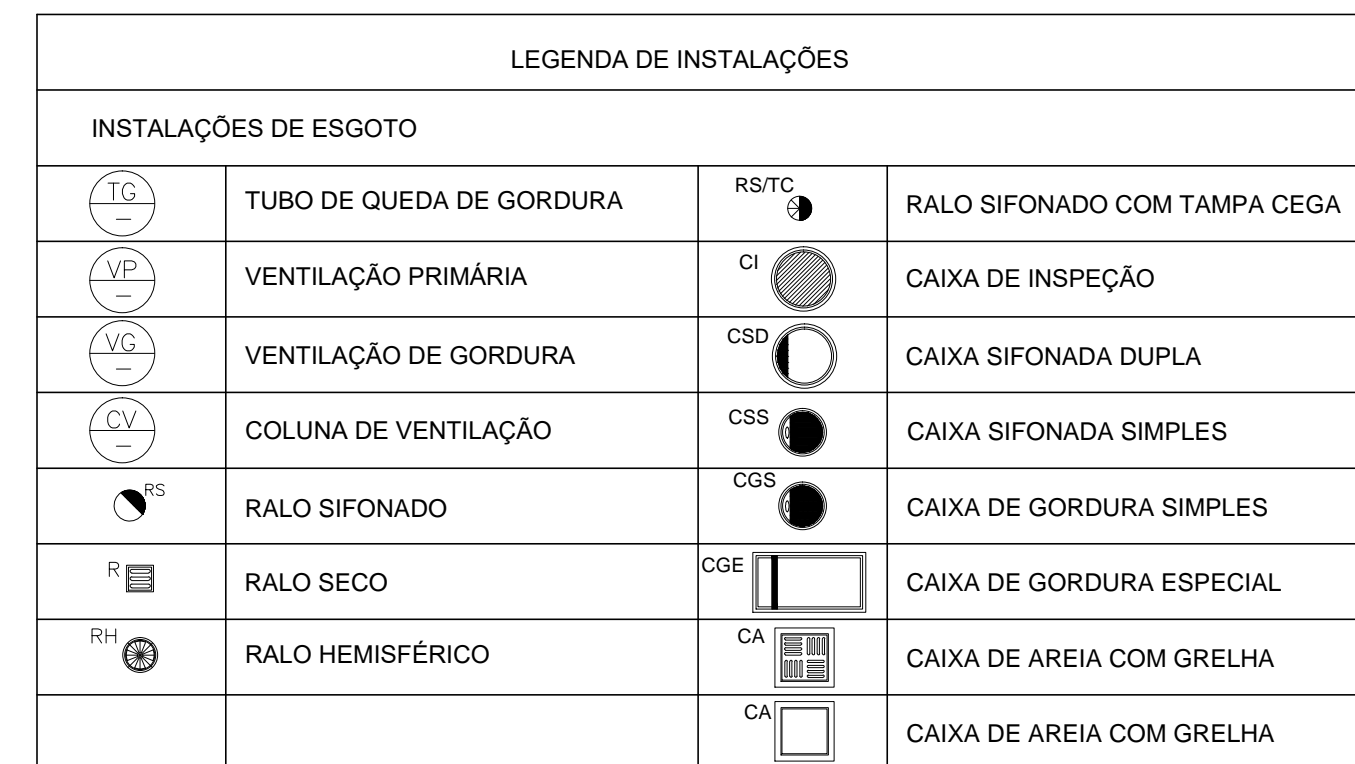 LEGENDA DE INSTALAÇÕES
INSTALAÇÕES DE ESGOTO
TG
TUBO DE QUEDA DE GORDURA
RS/TC
RALO SIFONADO COM TAMPA CEGA
VP
VENTILAÇÃO PRIMÁRIA
CI
CAIXA DE INSPEÇÃO
VG
VENTILAÇÃO DE GORDURA
CSD
CAIXA SIFONADA DUPLA
CV
COLUNA DE VENTILAÇÃO
CSS
CAIXA SIFONADA SIMPLES
RS
RALO SIFONADO
CGS
CAIXA DE GORDURA SIMPLES
R
RALO SECO
CGE
CAIXA DE GORDURA ESPECIAL
RH
RALO HEMISFÉRICO
CA
CAIXA DE AREIA COM GRELHA
CA
CAIXA DE AREIA COM GRELHA